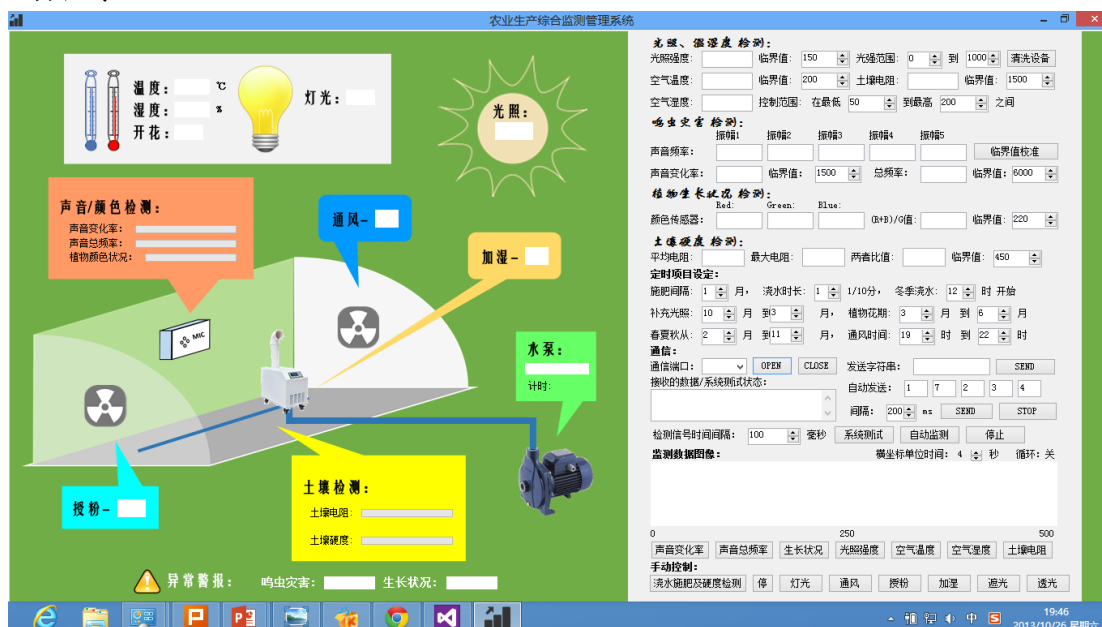 农业生产综合监测管理系统
温度： ℃
湿度： %
开花：
灯光：
光照：
声音/颜色检测：
声音变化率：
声音总频率：
植物颜色状况：
通风-
加湿-
MIC
水泵：
计时：
授粉-
土壤检测：
土壤电阻：
土壤硬度：
异常警报： 鸣虫灾害： 生长状况：
光照、温湿度 检测：
光照强度： 临界值： 150 光强范围： 0 到 1000 清洗设备
空气温度： 临界值： 200 土壤电阻： 临界值： 1500
空气湿度： 控制范围： 在最低 50 到最高 200 之间
鸣虫灾害 检测：
振幅1 振幅2 振幅3 振幅4 振幅5
声音频率： 临界值校准
声音变化率： 临界值： 1500 总频率： 临界值： 6000
植物生长状况 检测：
Red: Green: Blue:
颜色传感器： (R+B)/G值： 临界值： 220
土壤硬度 检测：
平均电阻： 最大电阻： 两者比值： 临界值： 450
定时项目设定：
施肥间隔： 1 月， 浇水时长： 1 1/10分， 冬季浇水： 12 时 开始
补充光照： 10 月 到3 月， 植物花期： 3 月 到 6 月
春夏秋从： 2 月 到11 月， 通风时间： 19 时 到 22 时
通信：
通信端口： OPEN CLOSE 发送字符串： SEND
接收的数据/系统测试状态：
自动发送： 1 7 2 3 4
间隔： 200 ms SEND STOP
检测信号时间间隔： 100 毫秒 系统测试 自动监测 停止
监测数据图像： 横坐标单位时间： 4 秒 循环：关
0 250 500
声音变化率 声音总频率 生长状况 光照强度 空气温度 空气湿度 土壤电阻
手动控制：
浇水施肥及硬度检测 停 灯光 通风 授粉 加湿 遮光 透光
中
19:46
2013/10/26 星期六